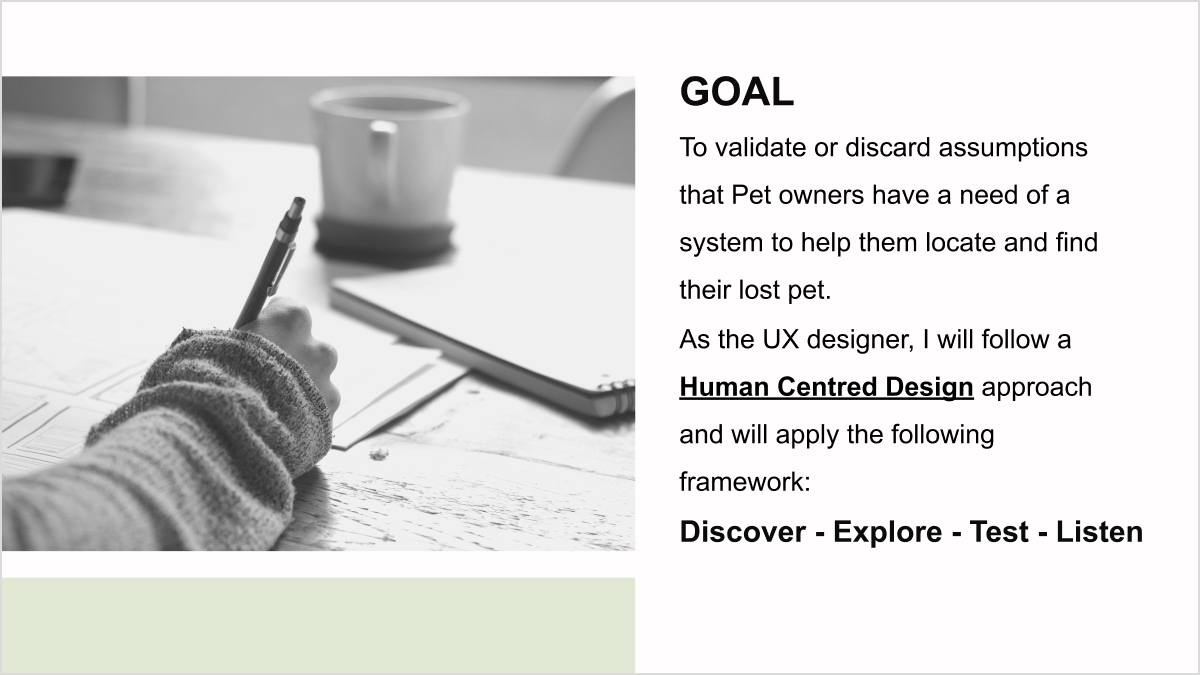 GOAL
To validate or discard assumptions
that Pet owners have a need of a
system to help them locate and find
their lost pet.
As the UX designer, I will follow a
Human Centred Design approach
and will apply the following
framework:
Discover - Explore - Test - Listen